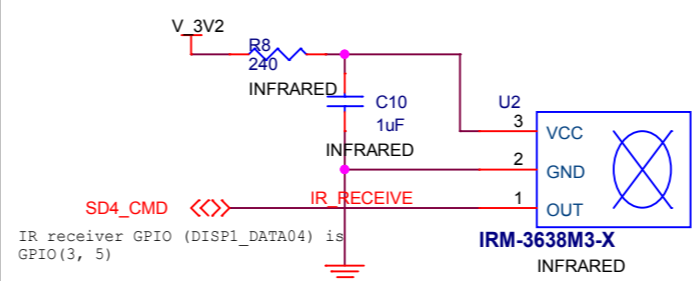 V_3V2
R8
240
INFRARED
C10
1uF
INFRARED
U2
3
VCC
2
GND
SD4_CMD
IR_RECEIVE
1
OUT
IR receiver GPIO (DISP1_DATA04) is
GPIO(3, 5)
IRM-3638M3-X
INFRARED